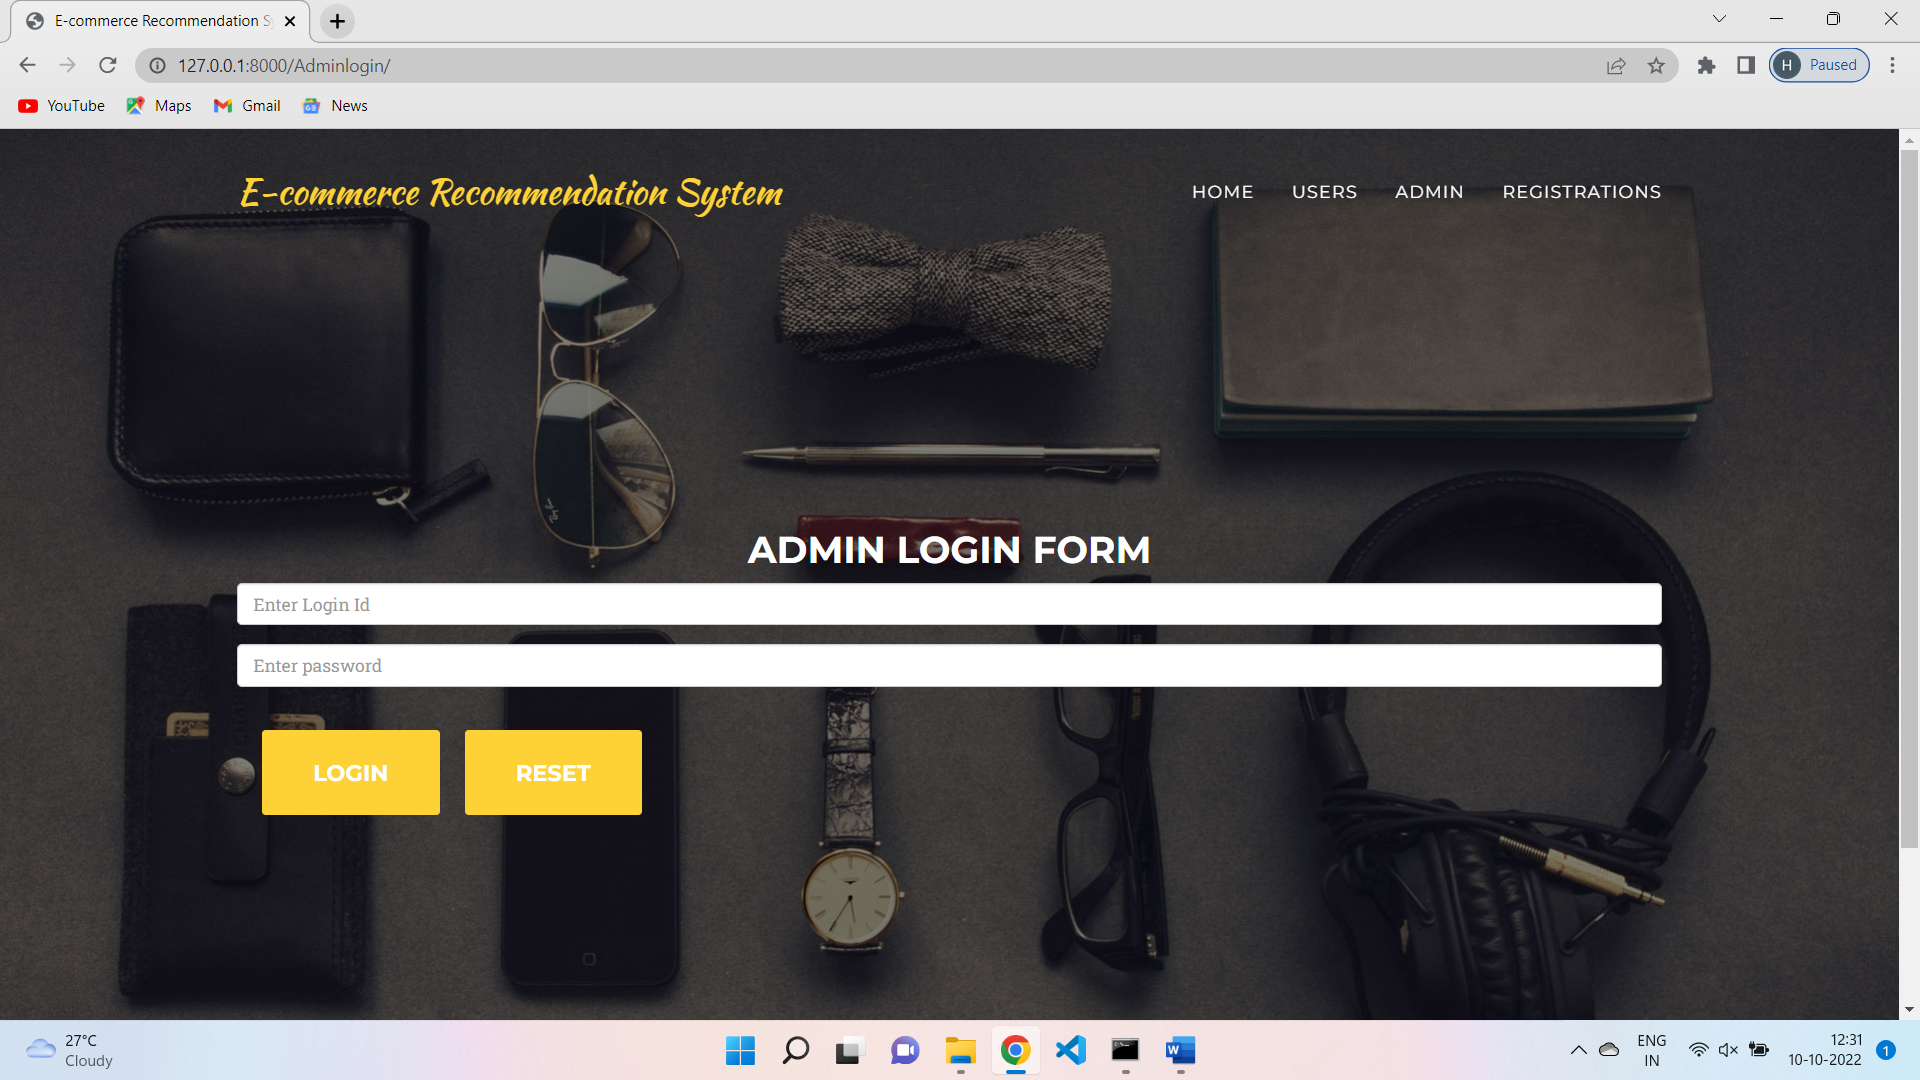 E-commerce Recommendation S
127.0.0.1:8000/Adminlogin/
H Paused
YouTube Maps Gmail News
E-commerce Recommendation System
HOME USERS ADMIN REGISTRATIONS
Ray-Ban
ADMIN LOGIN FORM
Enter Login Id
Enter password
LOGIN RESET
27°C
Cloudy
ENG
IN
12:31
10-10-2022
1